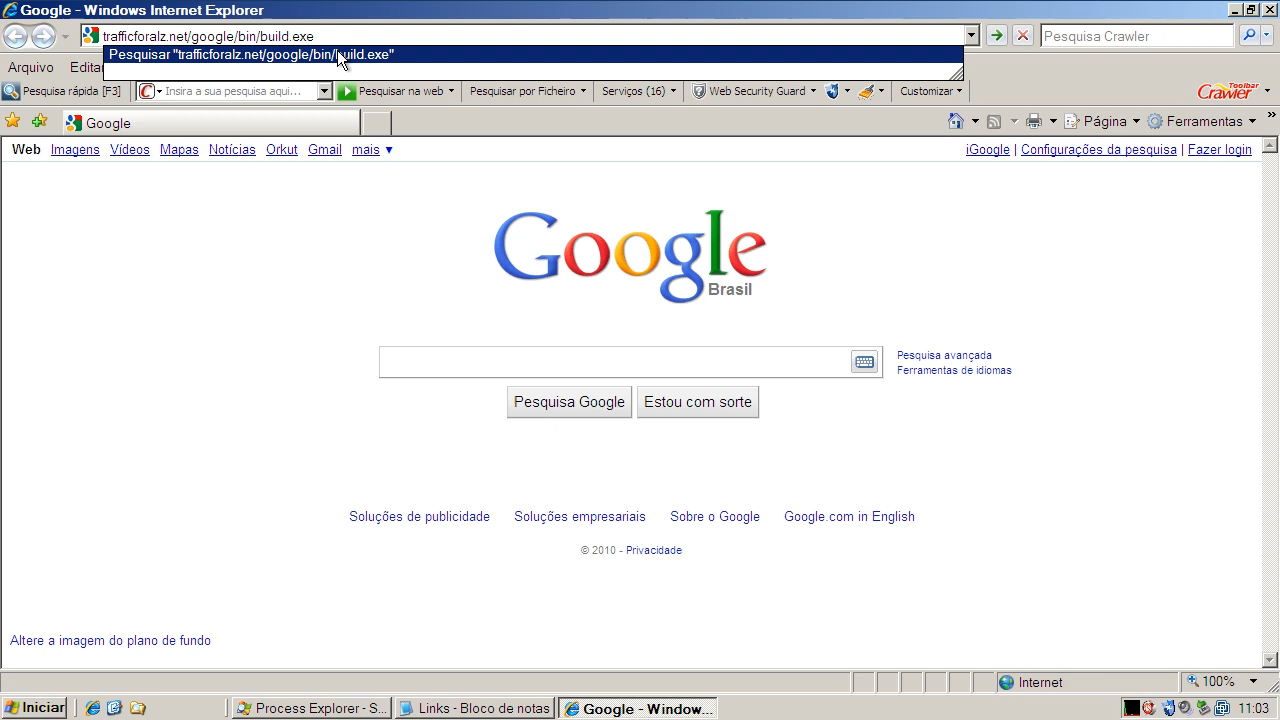 Google - Windows Internet Explorer
trafficforalz.net/google/bin/build.exe
Pesquisa Crawler
Pesquisar "trafficforalz.net/google/bin/build.exe"
Arquivo
Pesquisa rápida [F3]
Insira a sua pesquisa aqui...
Pesquisar na web
Pesquisar por Ficheiro
Serviços (16)
Web Security Guard
Customizar
Crawler Toolbar
Google
Página
Ferramentas
Web Imagens Vídeos Mapas Notícias Orkut Gmail mais ▼
iGoogle | Configurações da pesquisa | Fazer login
Google
Brasil
Pesquisa avançada
Ferramentas de idiomas
Pesquisa Google
Estou com sorte
Soluções de publicidade Soluções empresariais Sobre o Google Google.com in English
© 2010 - Privacidade
Altere a imagem do plano de fundo
Internet
100%
Iniciar
Process Explorer - S...
Links - Bloco de notas
Google - Window...
11:03